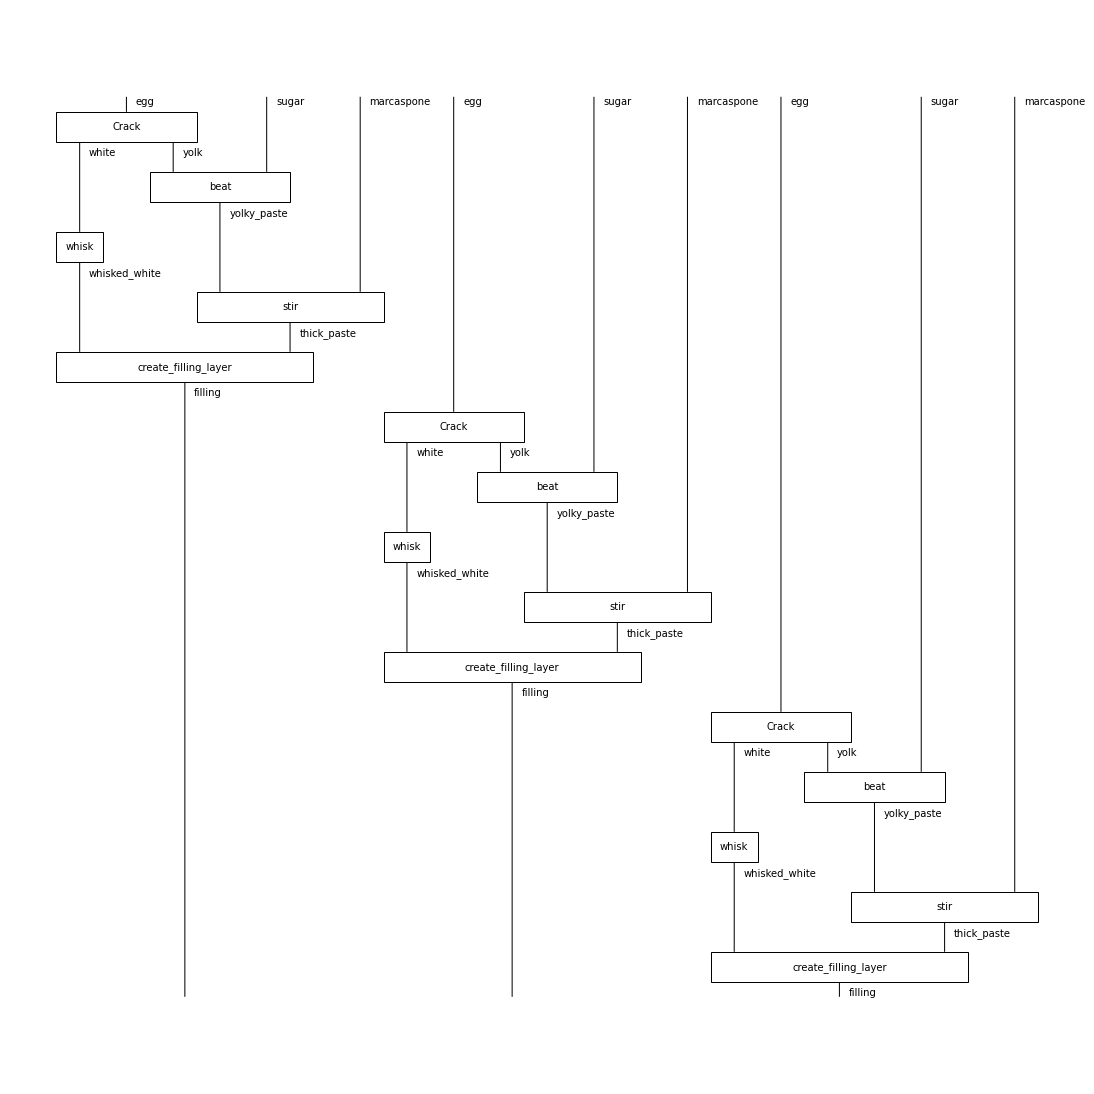 egg
sugar
marcaspone
egg
sugar
marcaspone
egg
sugar
marcaspone
Crack
white
yolk
beat
yolky_paste
whisk
whisked_white
stir
thick_paste
create_filling_layer
filling
Crack
white
yolk
beat
yolky_paste
whisk
whisked_white
stir
thick_paste
create_filling_layer
filling
Crack
white
yolk
beat
yolky_paste
whisk
whisked_white
stir
thick_paste
create_filling_layer
filling